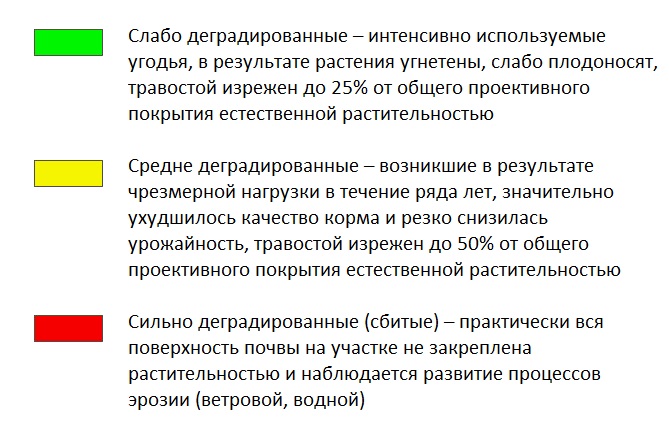 Слабо деградированные – интенсивно используемые
угодья, в результате растения угнетены, слабо плодоносят,
травостой изрежен до 25% от общего проективного
покрытия естественной растительностью
Средне деградированные – возникшие в результате
чрезмерной нагрузки в течение ряда лет, значительно
ухудшилось качество корма и резко снизилась
урожайность, травостой изрежен до 50% от общего
проективного покрытия естественной растительностью
Сильно деградированные (сбитые) – практически вся
поверхность почвы на участке не закреплена
растительностью и наблюдается развитие процессов
эрозии (ветровой, водной)